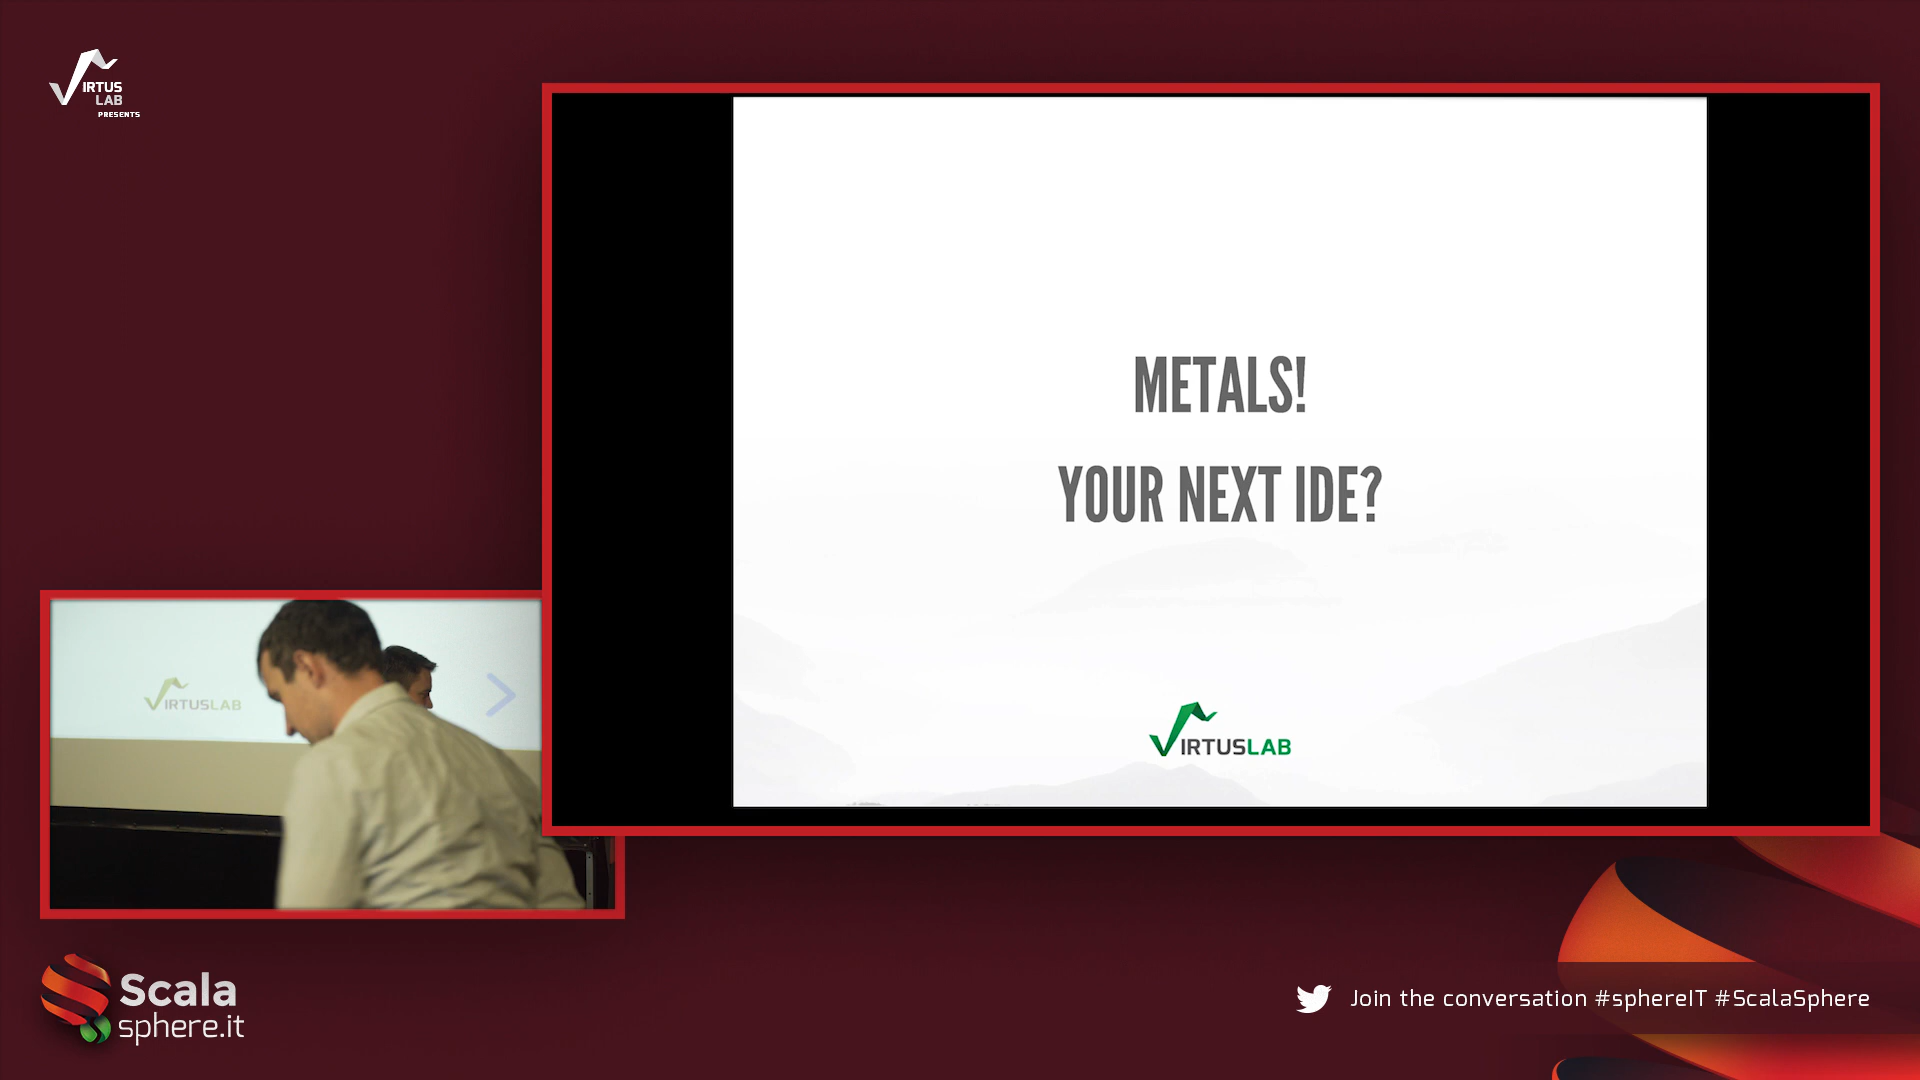 VIRTUS
LAB
PRESENTS
METALS!
YOUR NEXT IDE?
VIRTUSLAB
VIRTUSLAB
Scala
sphere.it
Join the conversation #sphereIT #ScalaSphere